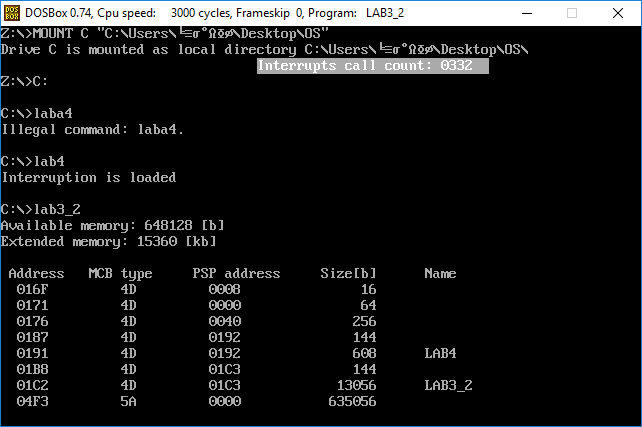 DOSBox 0.74, Cpu speed: 3000 cycles, Frameskip 0, Program: LAB3_2
Z:\>MOUNT C "C:\Users\╘≡σ°Ωδφ\Desktop\OS"
Drive C is mounted as local directory C:\Users\╘≡σ°Ωδφ\Desktop\OS\
Interrupts call count: 0332
Z:\>C:
C:\>laba4
Illegal command: laba4.
C:\>lab4
Interruption is loaded
C:\>lab3_2
Available memory: 648128 [b]
Extended memory: 15360 [kb]
Address MCB type PSP address Size[b] Name
016F 4D 0008 16
0171 4D 0000 64
0176 4D 0040 256
0187 4D 0192 144
0191 4D 0192 608 LAB4
01B8 4D 01C3 144
01C2 4D 01C3 13056 LAB3_2
04F3 5A 0000 635056